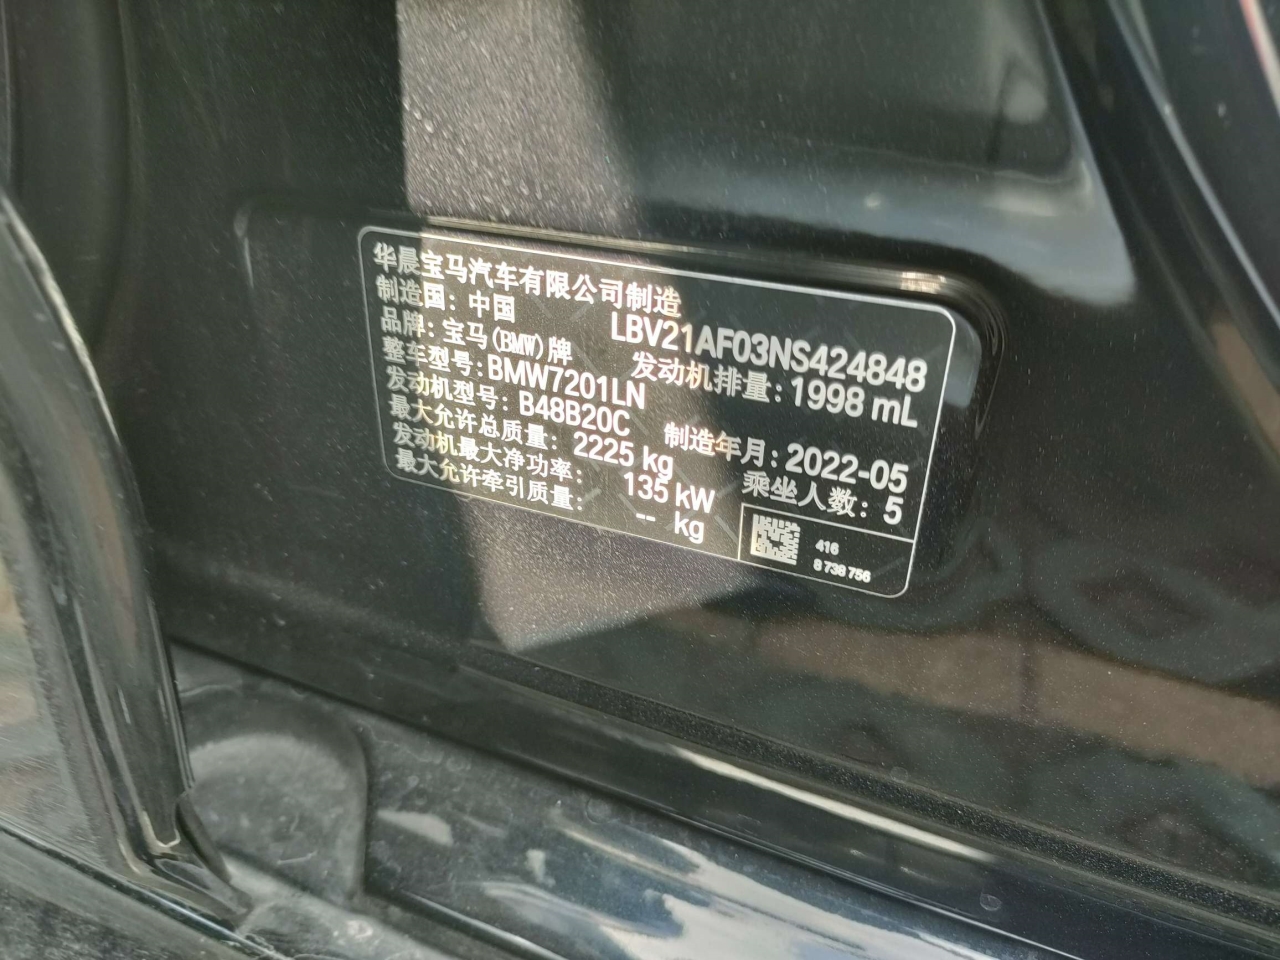 华晨宝马汽车有限公司制造
制造国：中国
LBV21AF03NS424848
品牌：宝马(BMW)牌
发动机排量：1998 mL
整车型号：BMW7201LN
发动机型号：B48B20C
制造年月：2022-05
最大允许总质量： 2225 kg
乘坐人数：5
发动机最大净功率： 135 kW
最大允许牵引质量： -- kg
416
8 738 756